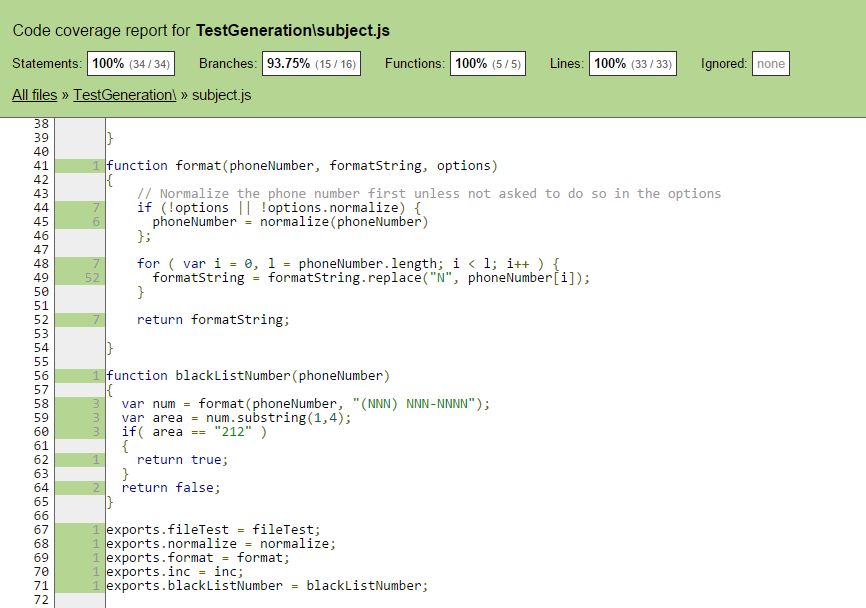 Code coverage report for TestGeneration\subject.js
Statements: 100% (34 / 34) Branches: 93.75% (15 / 16) Functions: 100% (5 / 5) Lines: 100% (33 / 33) Ignored: none
All files » TestGeneration\ » subject.js
38
39 }
40
41 1 function format(phoneNumber, formatString, options)
42 {
43 // Normalize the phone number first unless not asked to do so in the options
44 7 if (!options || !options.normalize) {
45 6 phoneNumber = normalize(phoneNumber)
46 };
47
48 7 for ( var i = 0, l = phoneNumber.length; i < l; i++ ) {
49 52 formatString = formatString.replace("N", phoneNumber[i]);
50 }
51
52 7 return formatString;
53
54 }
55
56 1 function blackListNumber(phoneNumber)
57 {
58 3 var num = format(phoneNumber, "(NNN) NNN-NNNN");
59 3 var area = num.substring(1,4);
60 3 if( area == "212" )
61 {
62 1 return true;
63 }
64 2 return false;
65 }
66
67 1 exports.fileTest = fileTest;
68 1 exports.normalize = normalize;
69 1 exports.format = format;
70 1 exports.inc = inc;
71 1 exports.blackListNumber = blackListNumber;
72